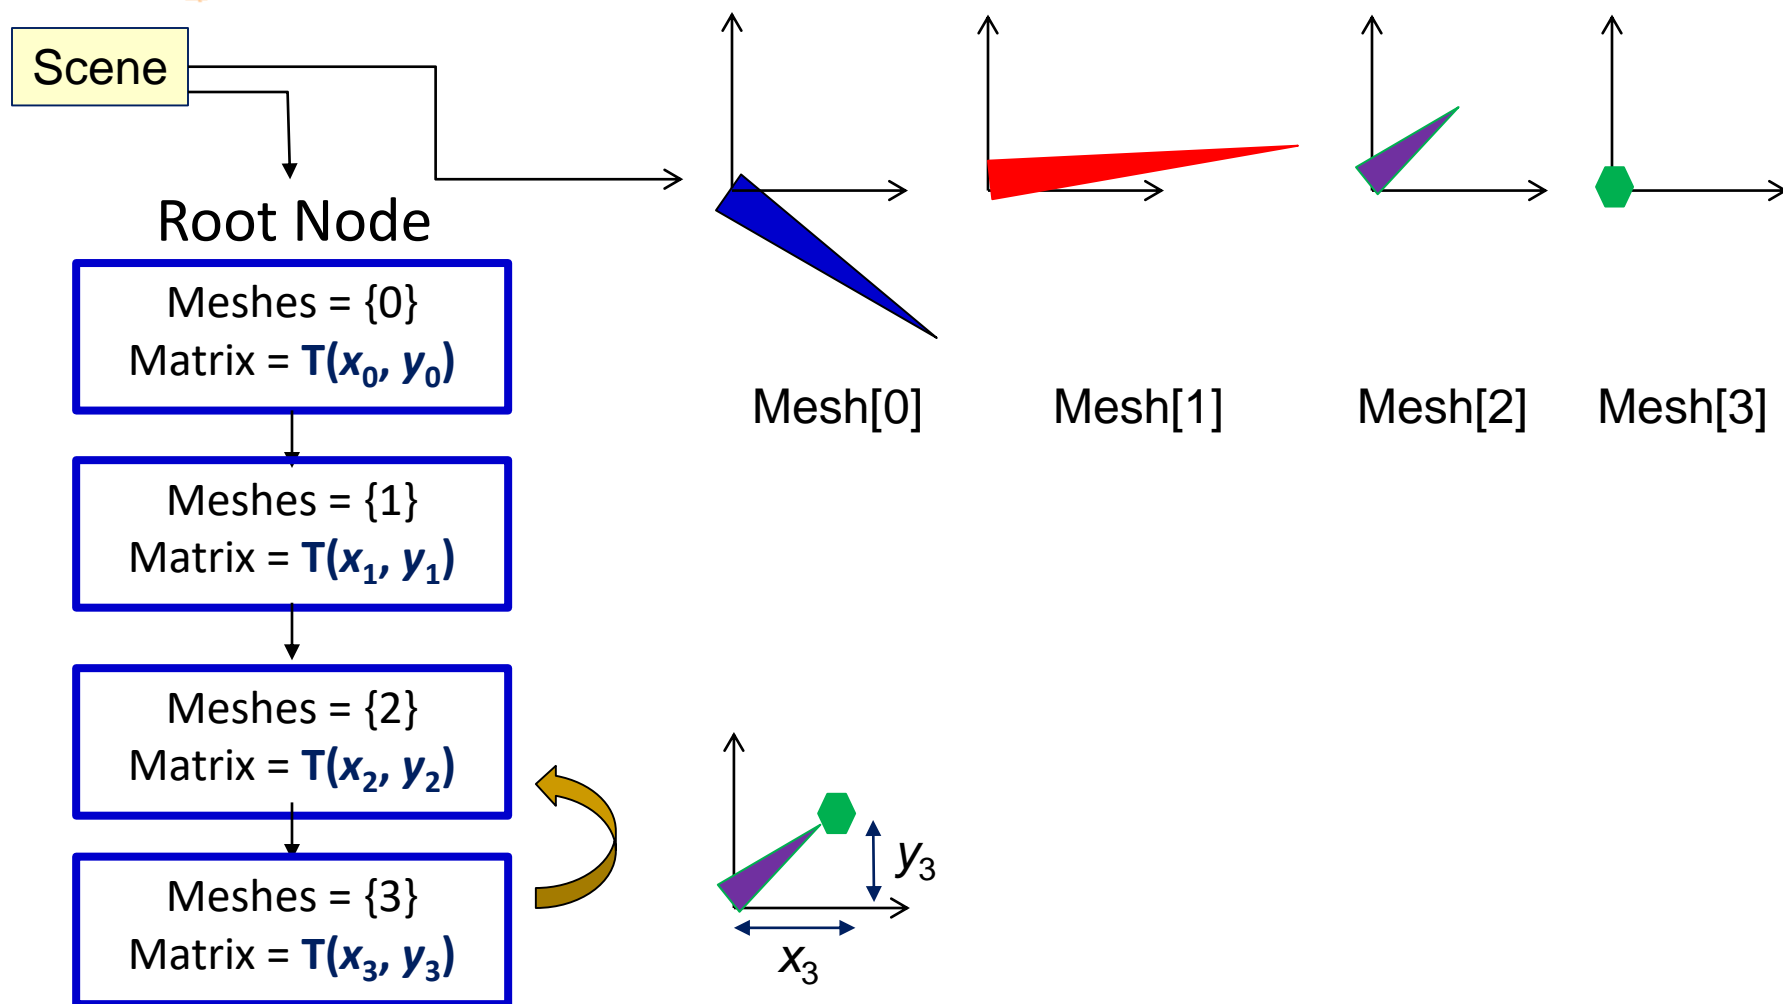 Scene
Root Node
Meshes = {0}
Matrix = T(x₀, y₀)
Mesh[0]
Mesh[1]
Mesh[2]
Mesh[3]
Meshes = {1}
Matrix = T(x₁, y₁)
Meshes = {2}
Matrix = T(x₂, y₂)
Meshes = {3}
Matrix = T(x₃, y₃)
y₃
x₃